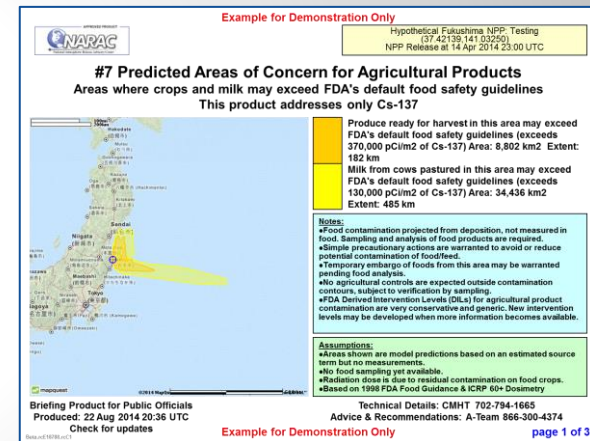 Example for Demonstration Only
NARAC
Hypothetical Fukushima NPP: Testing
(37.42139,141.03250)
NPP Release at 14 Apr 2014 23:00 UTC
#7 Predicted Areas of Concern for Agricultural Products
Areas where crops and milk may exceed FDA's default food safety guidelines
This product addresses only Cs-137
Produce ready for harvest in this area may exceed
FDA's default food safety guidelines (exceeds
370,000 pCi/m2 of Cs-137) Area: 8,802 km2 Extent:
182 km
Milk from cows pastured in this area may exceed
FDA's default food safety guidelines (exceeds
130,000 pCi/m2 of Cs-137) Area: 34,436 km2
Extent: 485 km
Sendai
Niigata
Maebashi
Tokyo
mapquest
Notes:
●Food contamination projected from deposition, not measured in
food. Sampling and analysis of food products are required.
●Simple precautionary actions are warranted to avoid or reduce
potential contamination of food/feed.
●Temporary embargo of foods from this area may be warranted
pending food analysis.
●No agricultural controls are expected outside contamination
contours, subject to verification by sampling.
●FDA Derived Intervention Levels (DILs) for agricultural product
contamination are very conservative and generic. New intervention
levels may be developed when more information becomes available.
Assumptions:
●Areas shown are model predictions based on an estimated source
term but no measurements.
●No food sampling yet available.
●Radiation dose is due to residual contamination on food crops.
●Based on 1998 FDA Food Guidance & ICRP 60+ Dosimetry
Briefing Product for Public Officials
Produced: 22 Aug 2014 20:36 UTC
Check for updates
Technical Details: CMHT 702-794-1665
Advice & Recommendations: A-Team 866-300-4374
Example for Demonstration Only
page 1 of 3